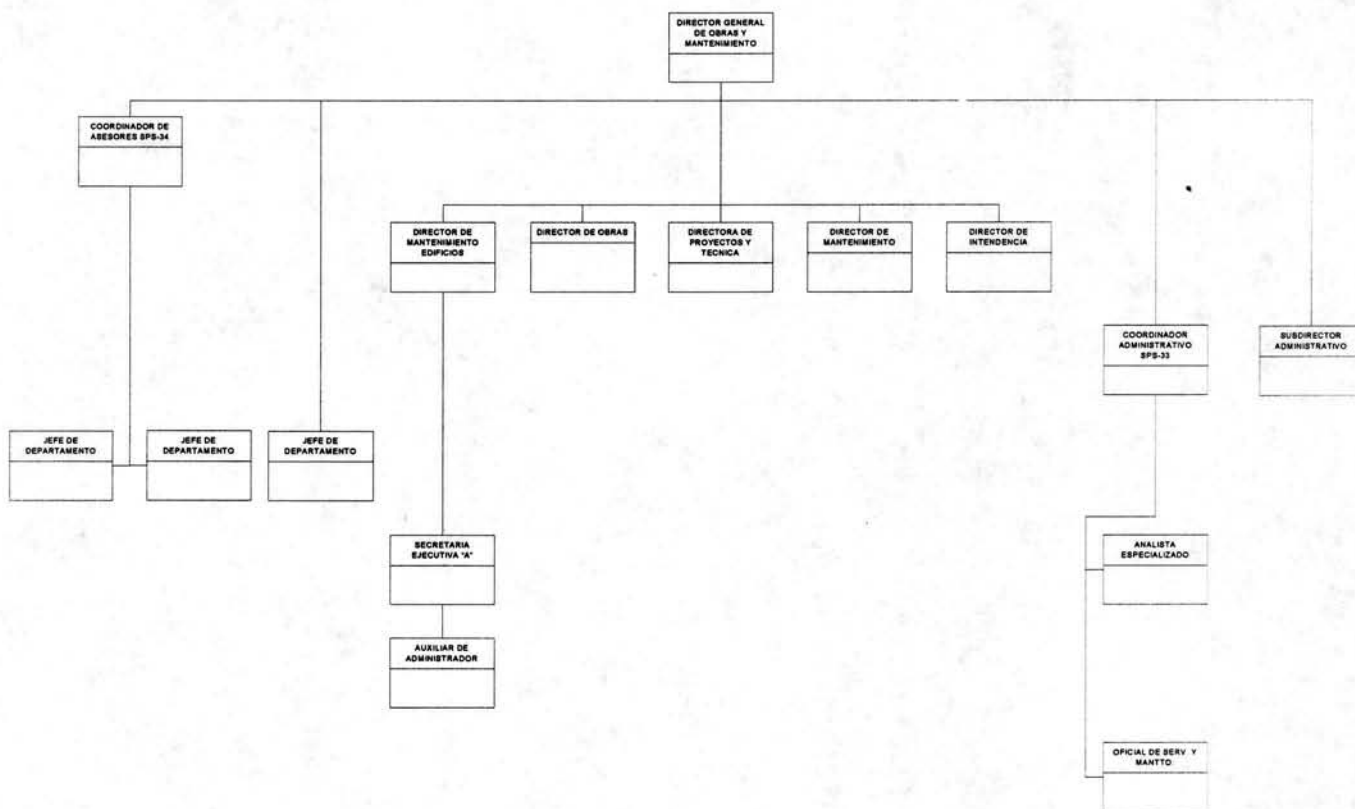 DIRECTOR GENERAL
DE OBRAS Y
MANTENIMIENTO
COORDINADOR DE
ASESORES SPS-34
DIRECTOR DE
MANTENIMIENTO
EDIFICIOS
DIRECTOR DE OBRAS
DIRECTORA DE
PROYECTOS Y
TECNICA
DIRECTOR DE
MANTENIMIENTO
DIRECTOR DE
INTENDENCIA
COORDINADOR
ADMINISTRATIVO
SPS-33
SUBDIRECTOR
ADMINISTRATIVO
JEFE DE
DEPARTAMENTO
JEFE DE
DEPARTAMENTO
JEFE DE
DEPARTAMENTO
SECRETARIA
EJECUTIVA "A"
ANALISTA
ESPECIALIZADO
AUXILIAR DE
ADMINISTRADOR
OFICIAL DE SERV Y
MANTTO